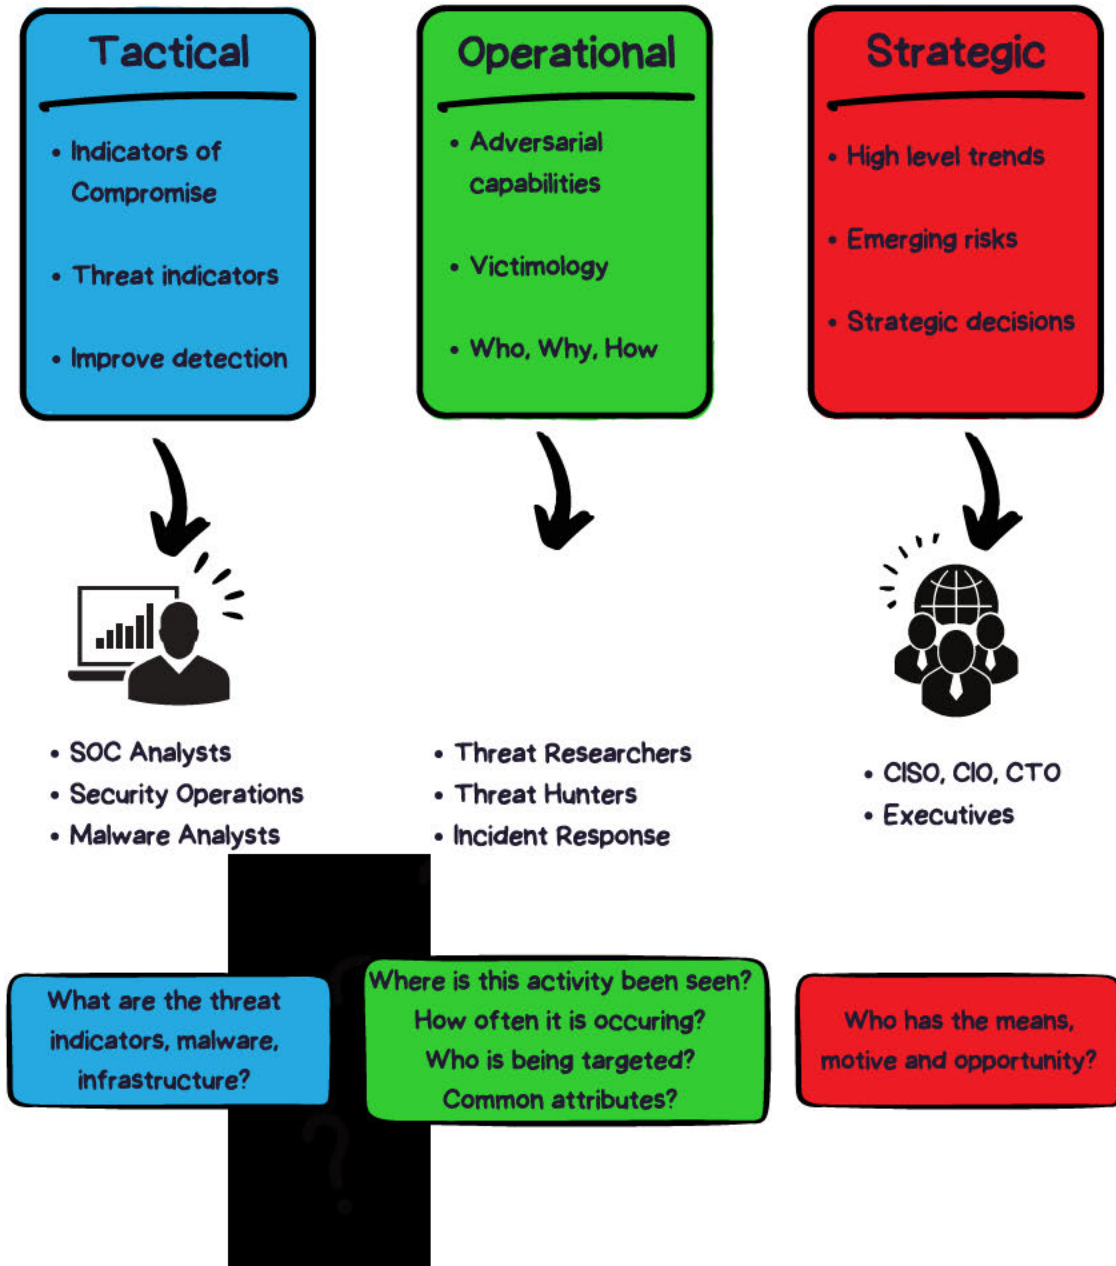 Tactical
• Indicators of
Compromise
• Threat indicators
• Improve detection
Operational
• Adversarial
capabilities
• Victimology
• Who, Why, How
Strategic
• High level trends
• Emerging risks
• Strategic decisions
• SOC Analysts
• Security Operations
• Malware Analysts
• Threat Researchers
• Threat Hunters
• Incident Response
• CISO, CIO, CTO
• Executives
What are the threat
indicators, malware,
infrastructure?
Where is this activity been seen?
How often it is occuring?
Who is being targeted?
Common attributes?
Who has the means,
motive and opportunity?
?
?